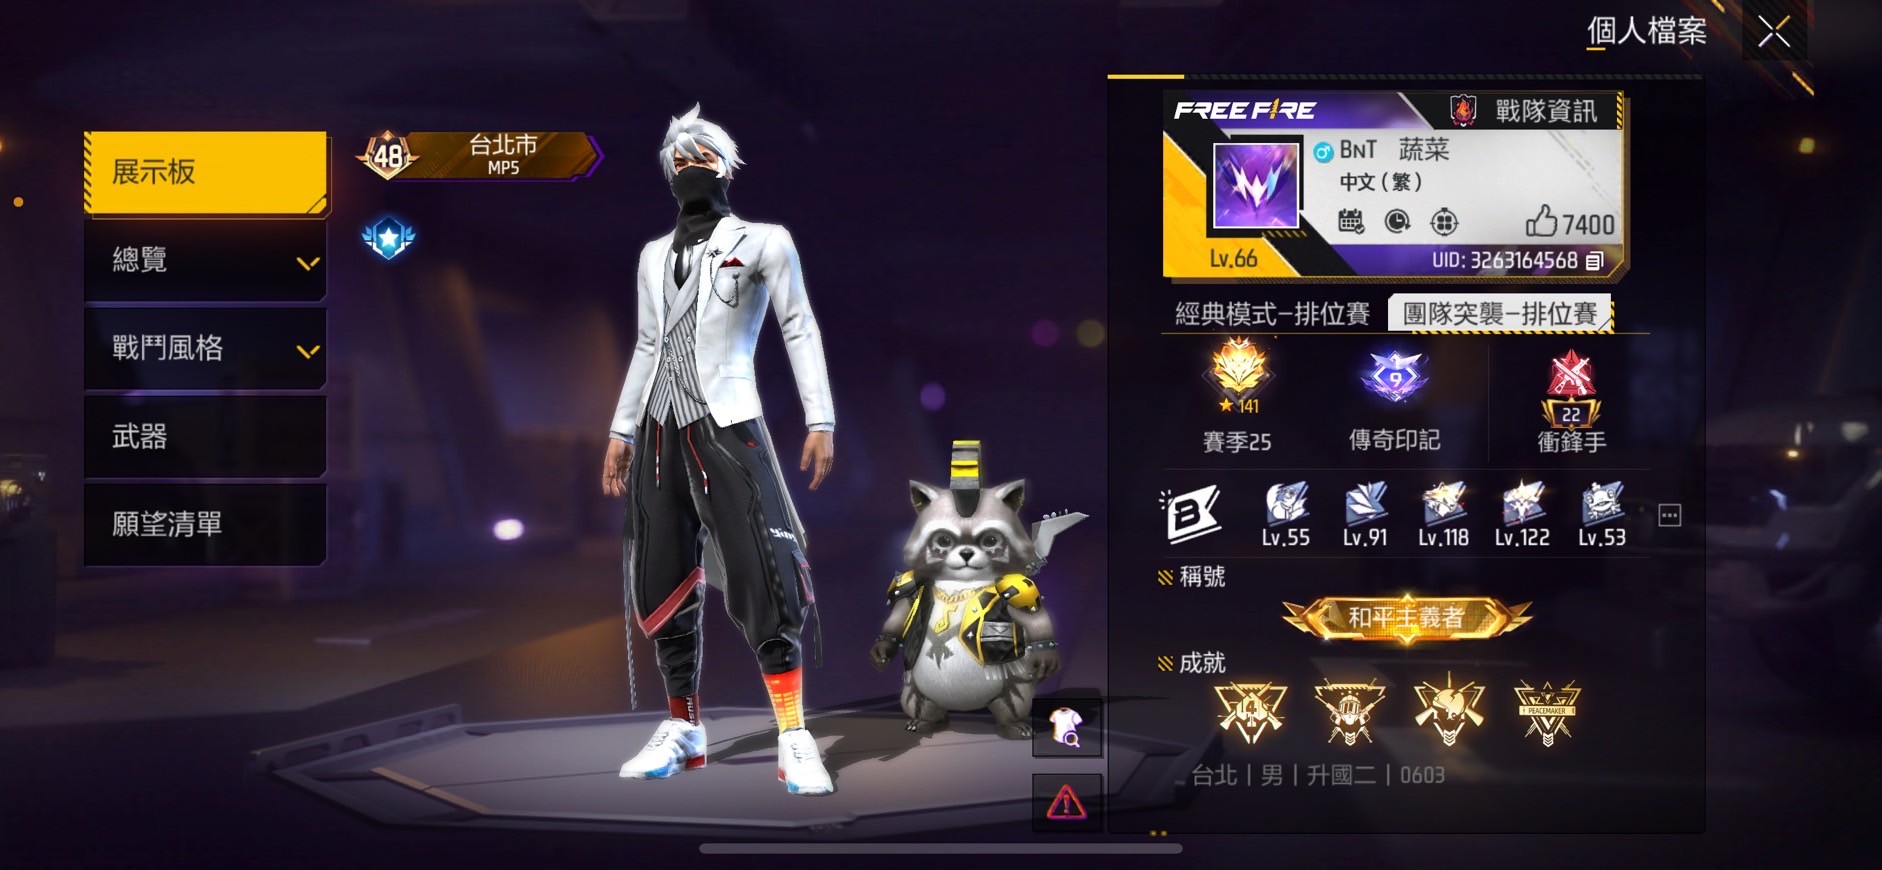 個人檔案
展示板
總覽
戰鬥風格
武器
願望清單
48
台北市
MP5
FREE FIRE
戰隊資訊
BNT 蔬菜
中文(繁)
7400
Lv.66
UID: 3263164568
經典模式-排位賽
團隊突襲-排位賽
141
賽季25
9
傳奇印記
22
衝鋒手
B
Lv.55
Lv.91
Lv.118
Lv.122
Lv.53
稱號
和平主義者
成就
14
PEACEMAKER
台北|男|升國二|0603